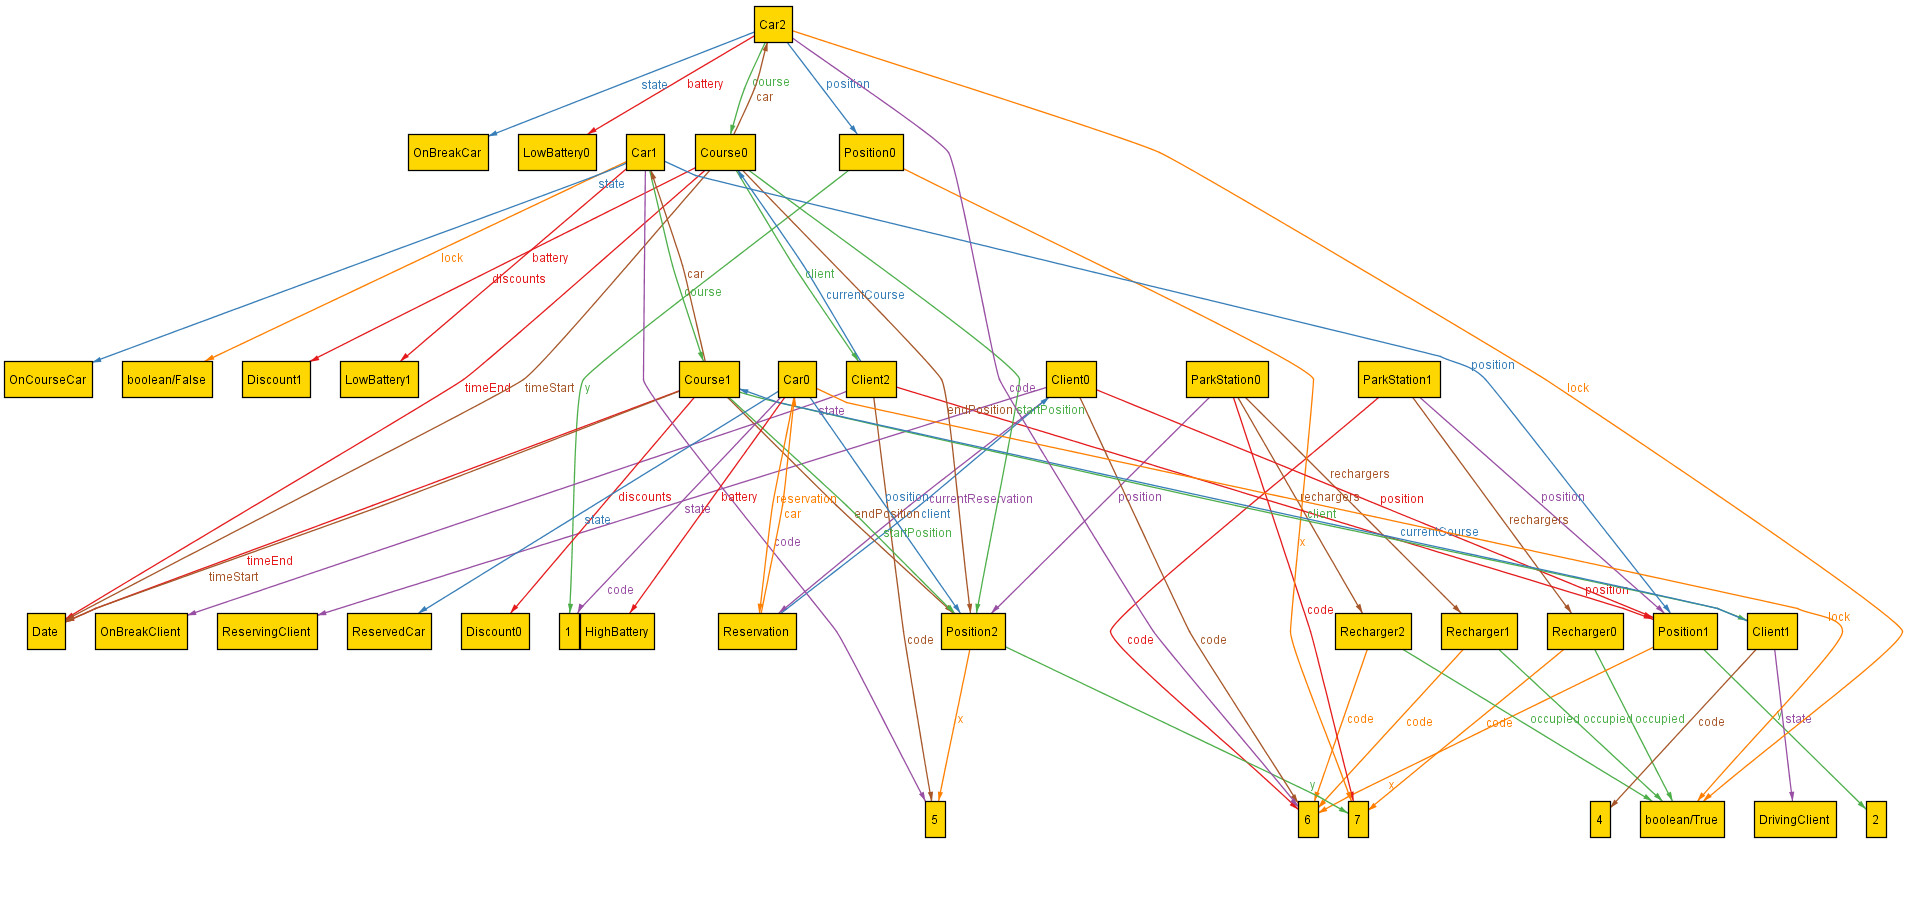 Car2
state
battery
course
car
position
OnBreakCar
LowBattery0
Car1
Course0
Position0
state
lock
battery
discounts
car
course
client
currentCourse
position
OnCourseCar
boolean/False
Discount1
LowBattery1
timeEnd
timeStart
y
Course1
Car0
Client2
Client0
ParkStation0
ParkStation1
code
lock
state
endPosition
startPosition
rechargers
discounts
battery
reservation
position
currentReservation
position
rechargers
position
position
state
state
car
endPosition
client
client
rechargers
startPosition
currentCourse
code
x
timeEnd
timeStart
code
position
Date
OnBreakClient
ReservingClient
ReservedCar
Discount0
1
HighBattery
Reservation
Position2
Recharger2
Recharger1
Recharger0
Position1
Client1
code
code
code
code
lock
x
code
code
code
occupied
occupied
occupied
code
y
state
y
x
5
6
7
4
boolean/True
DrivingClient
2